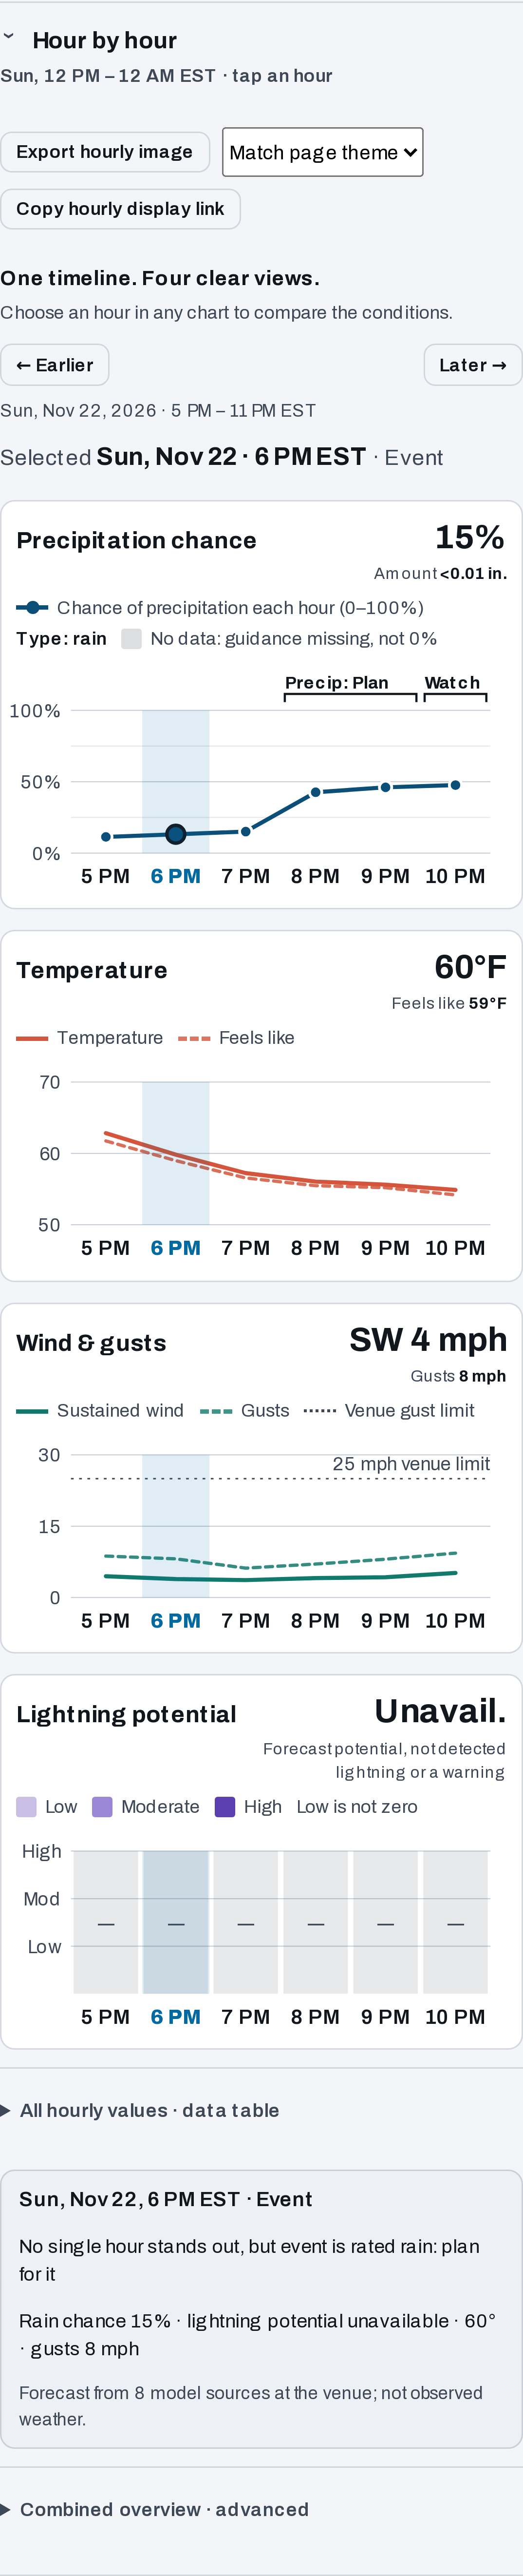 Hour by hour
Sun, 12 PM – 12 AM EST · tap an hour
Export hourly image
Match page theme
Copy hourly display link
One timeline. Four clear views.
Choose an hour in any chart to compare the conditions.
← Earlier
Later →
Sun, Nov 22, 2026 · 5 PM – 11 PM EST
Selected Sun, Nov 22 · 6 PM EST · Event
Precipitation chance 15%
Amount <0.01 in.
Chance of precipitation each hour (0–100%)
Type: rain No data: guidance missing, not 0%
Precip: Plan Watch
100%
50%
0%
5 PM 6 PM 7 PM 8 PM 9 PM 10 PM
Temperature 60°F
Feels like 59°F
Temperature Feels like
70
60
50
5 PM 6 PM 7 PM 8 PM 9 PM 10 PM
Wind & gusts SW 4 mph
Gusts 8 mph
Sustained wind Gusts Venue gust limit
30
25 mph venue limit
15
0
5 PM 6 PM 7 PM 8 PM 9 PM 10 PM
Lightning potential Unavail.
Forecast potential, not detected
lightning or a warning
Low Moderate High Low is not zero
High
Mod
— — — — — —
Low
5 PM 6 PM 7 PM 8 PM 9 PM 10 PM
All hourly values · data table
Sun, Nov 22, 6 PM EST · Event
No single hour stands out, but event is rated rain: plan
for it
Rain chance 15% · lightning potential unavailable · 60°
· gusts 8 mph
Forecast from 8 model sources at the venue; not observed
weather.
Combined overview · advanced